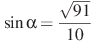 sin α = √91/10